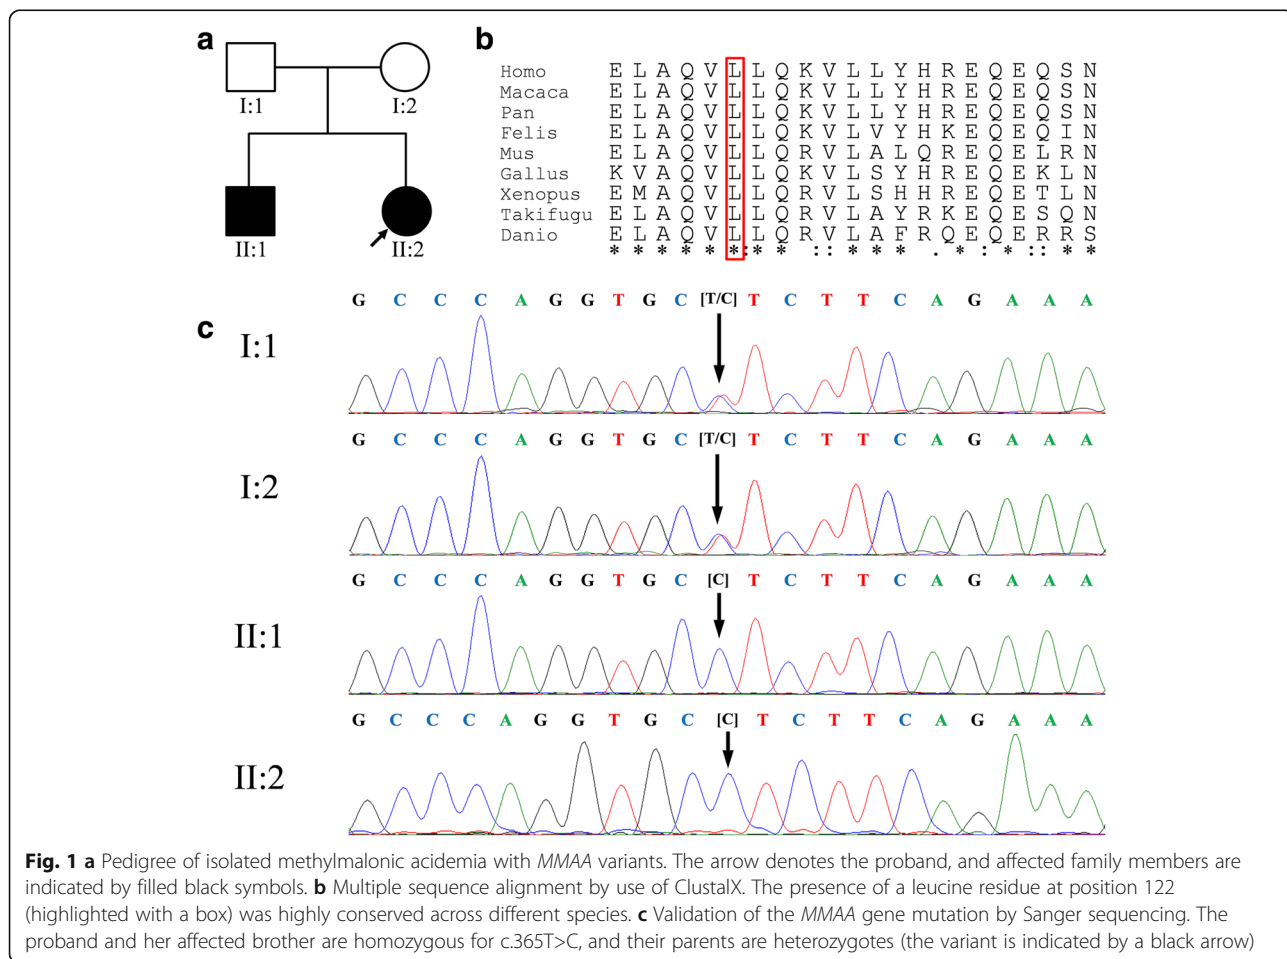 a
I:1
I:2
II:1
II:2
b
Homo E L A Q V L L Q K V L L Y H R E Q E Q S N
Macaca E L A Q V L L Q K V L L Y H R E Q E Q S N
Pan E L A Q V L L Q K V L L Y H R E Q E Q S N
Felis E L A Q V L L Q K V L V Y H K E Q E Q I N
Mus E L A Q V L L Q R V L A L Q R E Q E L R N
Gallus K V A Q V L L Q K V L S Y H R E Q E K L N
Xenopus E M A Q V L L Q R V L S H H R E Q E T L N
Takifugu E L A Q V L L Q R V L A Y R K E Q E S Q N
Danio E L A Q V L L Q R V L A F R Q E Q E R R S
* * * * * * : * * : : * * * . * : * : : * *
c
G C C C A G G T G C [T/C] T C T T C A G A A A
I:1
G C C C A G G T G C [T/C] T C T T C A G A A A
I:2
G C C C A G G T G C [C] T C T T C A G A A A
II:1
G C C C A G G T G C [C] T C T T C A G A A A
II:2
Fig. 1 a Pedigree of isolated methylmalonic acidemia with MMAA variants. The arrow denotes the proband, and affected family members are
indicated by filled black symbols. b Multiple sequence alignment by use of ClustalX. The presence of a leucine residue at position 122
(highlighted with a box) was highly conserved across different species. c Validation of the MMAA gene mutation by Sanger sequencing. The
proband and her affected brother are homozygous for c.365T>C, and their parents are heterozygotes (the variant is indicated by a black arrow)